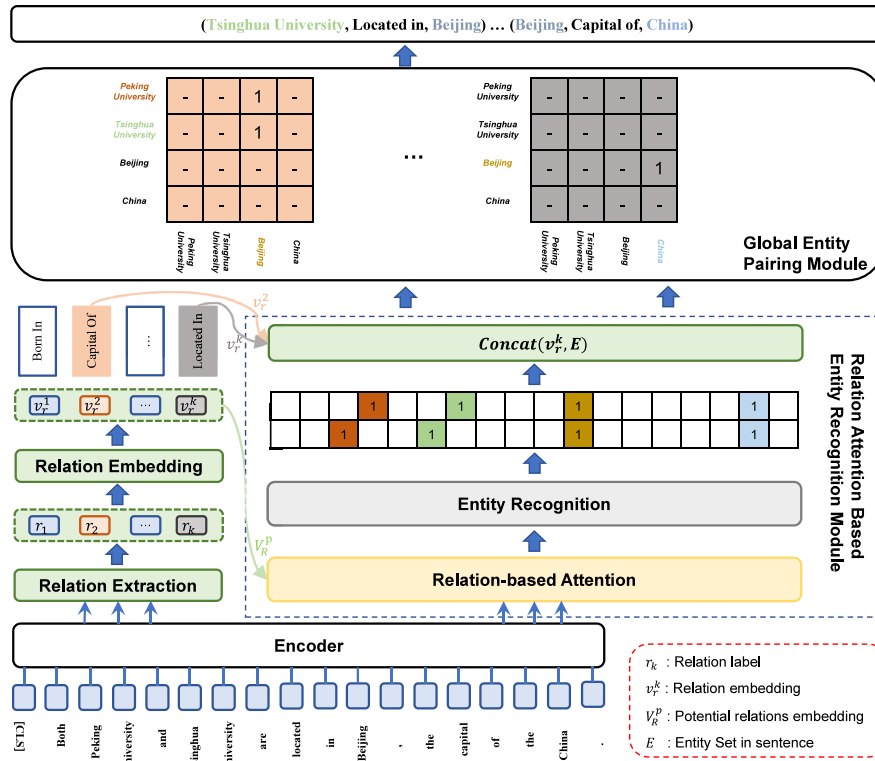 (Tsinghua University, Located in, Beijing) … (Beijing, Capital of, China)
Peking
University
Tsinghua
University
Beijing
China
- - 1 -
- - 1 -
- - - -
- - - -
Peking
University
Tsinghua
University
Beijing
China
...
Peking
University
Tsinghua
University
Beijing
China
- - - -
- - - -
- - - 1
- - - -
Peking
University
Tsinghua
University
Beijing
China
Global Entity
Pairing Module
Born In
Capital Of
...
Located In
v_r^2
v_r^k
Concat(v_r^k, E)
Relation Attention Based
Entity Recognition Module
v_r^1 v_r^2 ... v_r^k
1 1 1 1
1 1 1 1
Relation Embedding
Entity Recognition
r_1 r_2 ... r_k
V_R^p
Relation Extraction
Relation-based Attention
Encoder
[CLS]
Both
Peking
iversity
and
inghua
iversity
are
located
in
Beijing
,
the
capital
of
the
China
.
r_k : Relation label
v_r^k : Relation embedding
V_R^p : Potential relations embedding
E : Entity Set in sentence